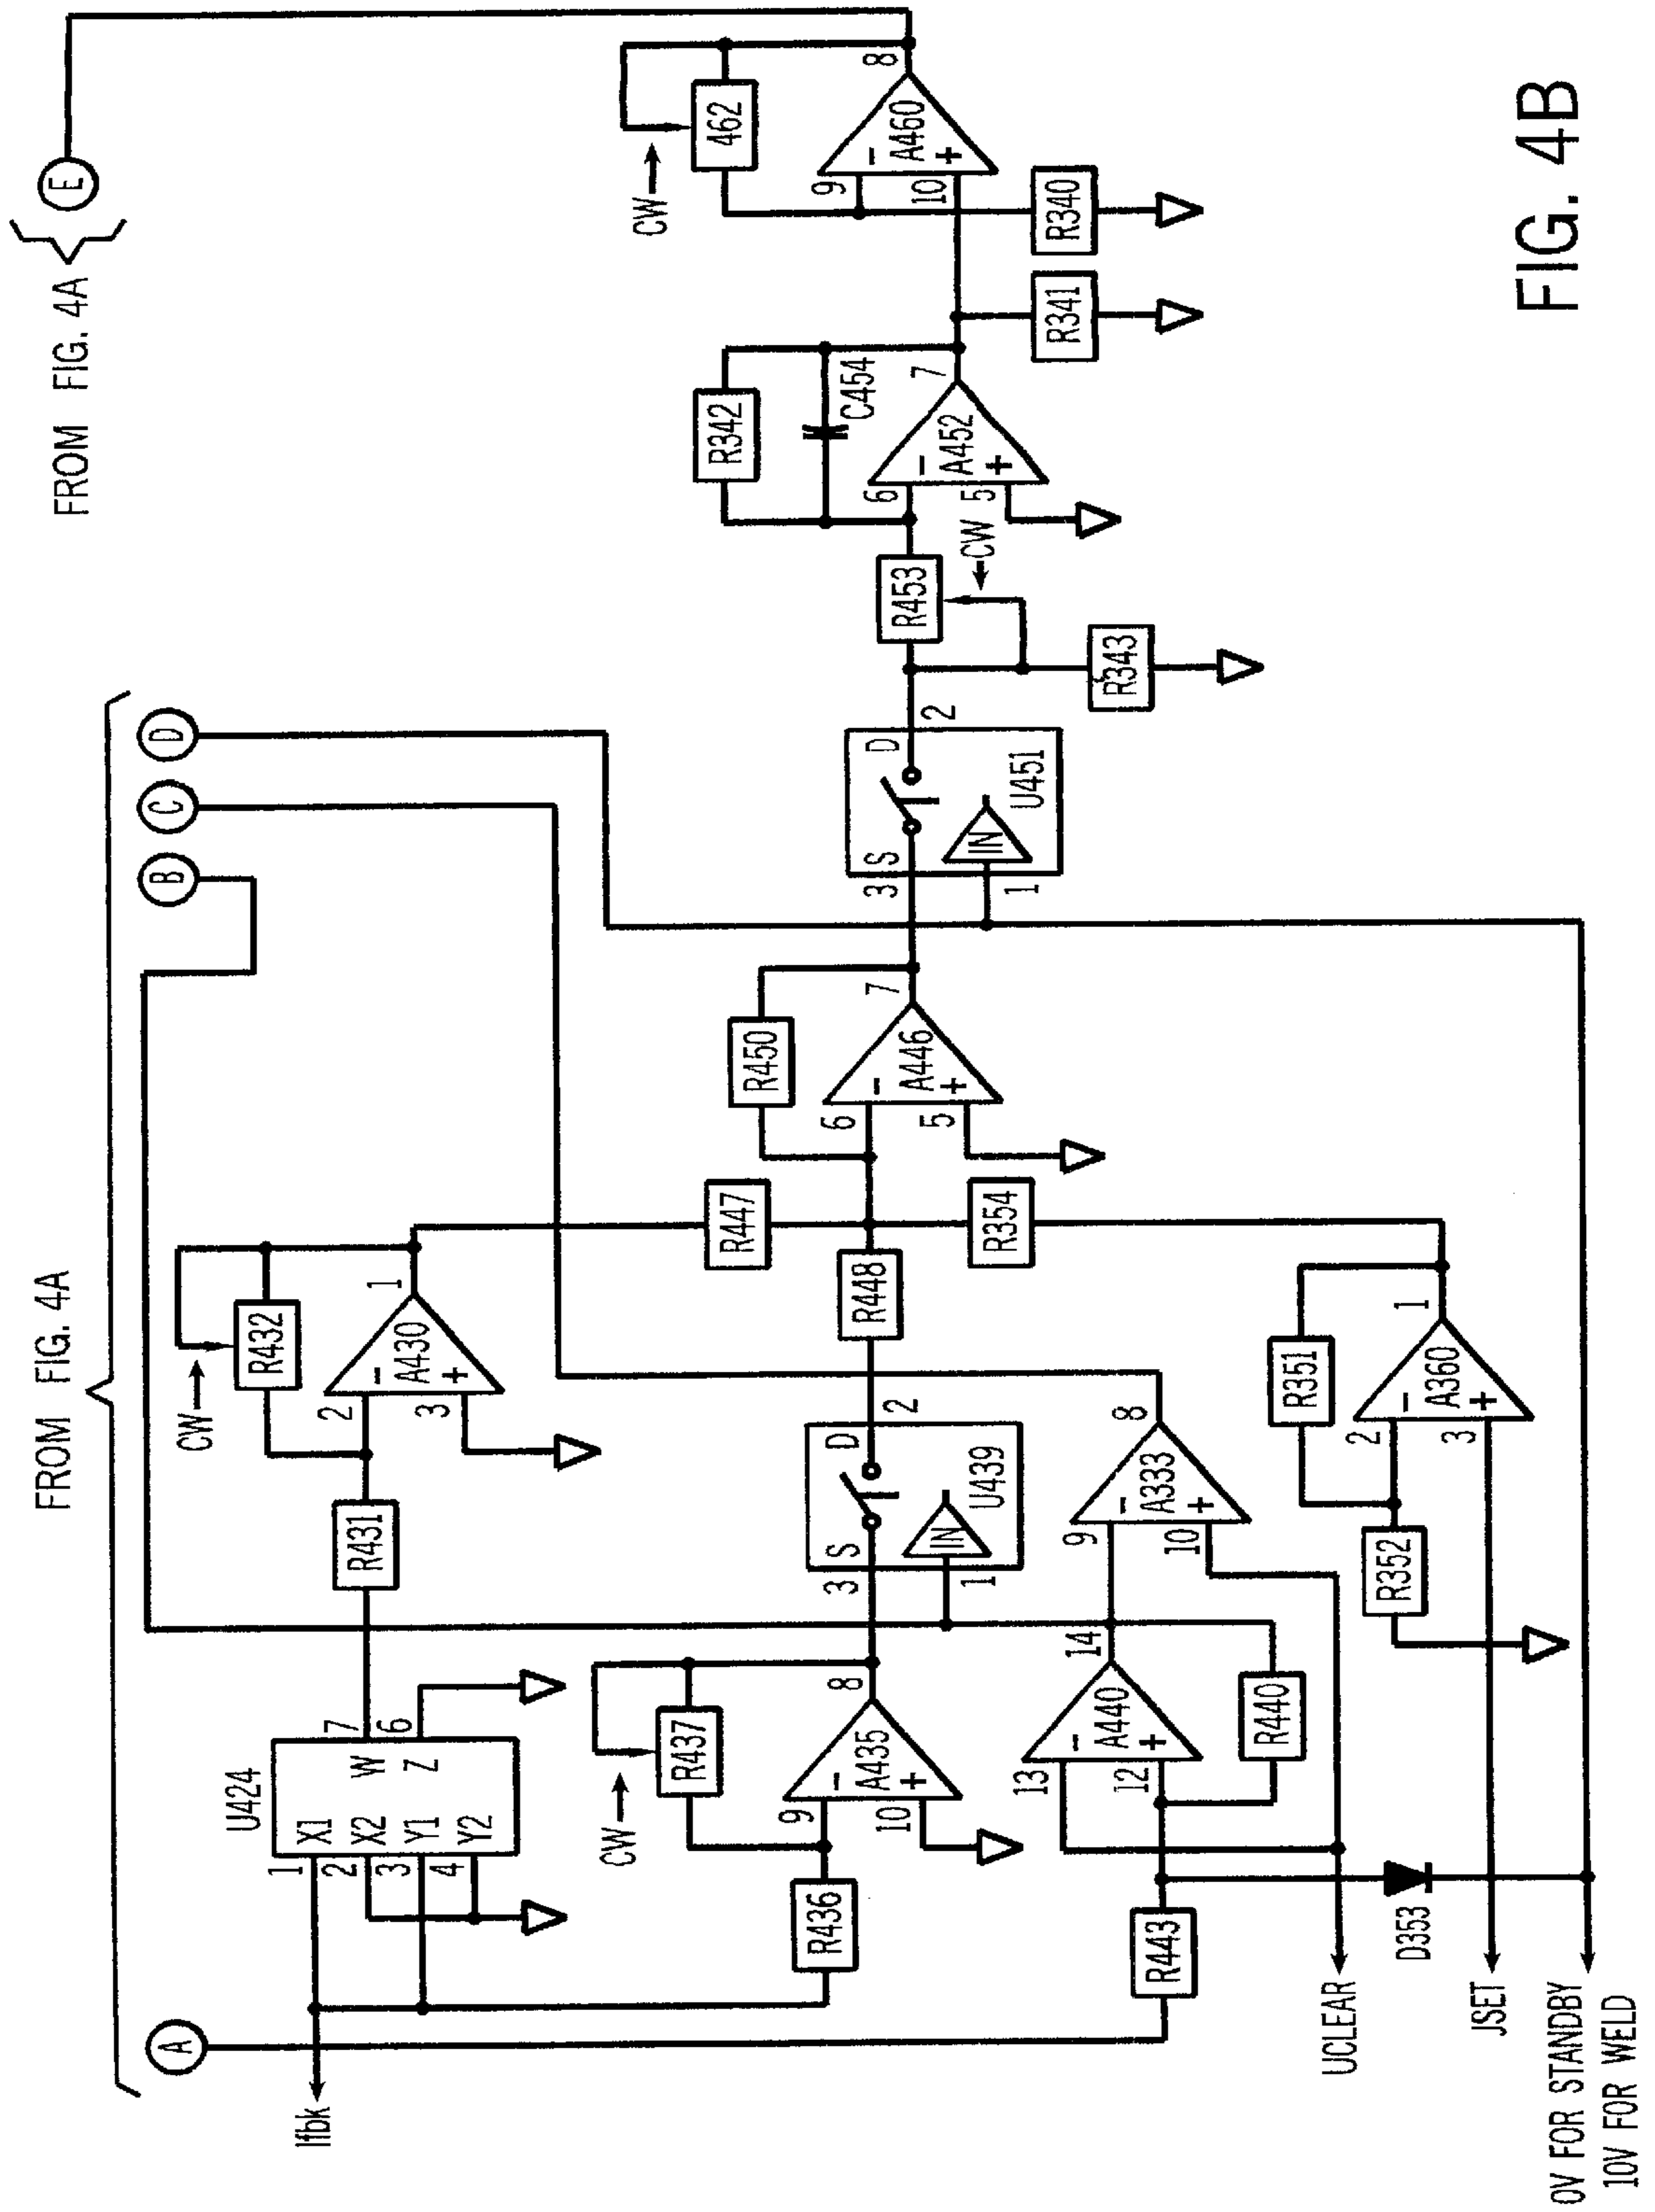 FROM FIG. 4A
A
B
C
D
FROM FIG. 4A
E
Ifbk
U424
1
X1
2
X2
3
Y1
4
Y2
W
7
Z
6
R431
CW
R432
2
-
3
+
A430
1
R436
CW
R437
9
-
10
+
A435
8
3
S
D
2
1
IN
U439
R447
R448
R354
R450
6
-
5
+
A446
7
3
S
D
2
1
IN
U451
R453
CW
R343
R342
C454
6
-
5
+
A452
7
R341
R340
CW
462
9
-
10
+
A460
8
R443
13
-
12
+
A440
14
R440
9
-
10
+
A333
8
UCLEAR
D353
JSET
R352
R351
2
-
3
+
A360
1
0V FOR STANDBY
10V FOR WELD
FIG. 4B